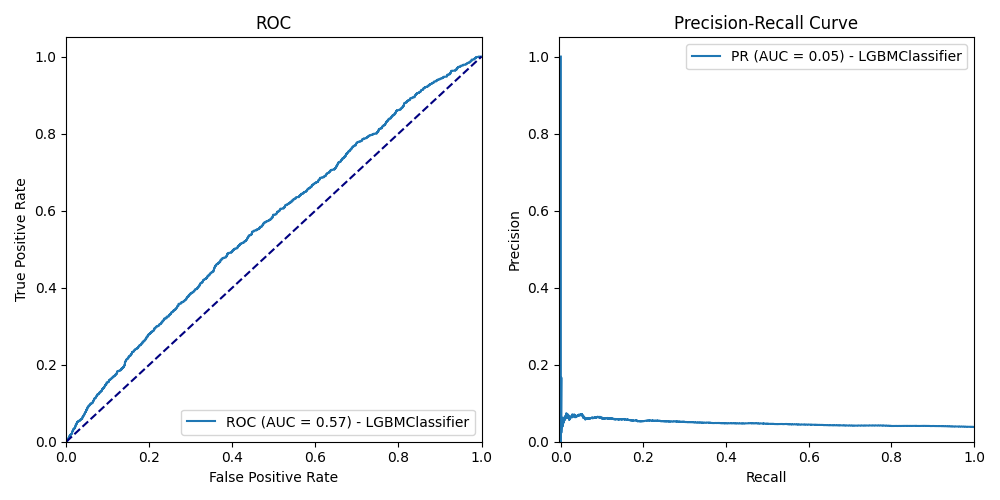 ROC
True Positive Rate
1.0
0.8
0.6
0.4
0.2
0.0
0.0 0.2 0.4 0.6 0.8 1.0
False Positive Rate
ROC (AUC = 0.57) - LGBMClassifier
Precision-Recall Curve
Precision
1.0
0.8
0.6
0.4
0.2
0.0
0.0 0.2 0.4 0.6 0.8 1.0
Recall
PR (AUC = 0.05) - LGBMClassifier